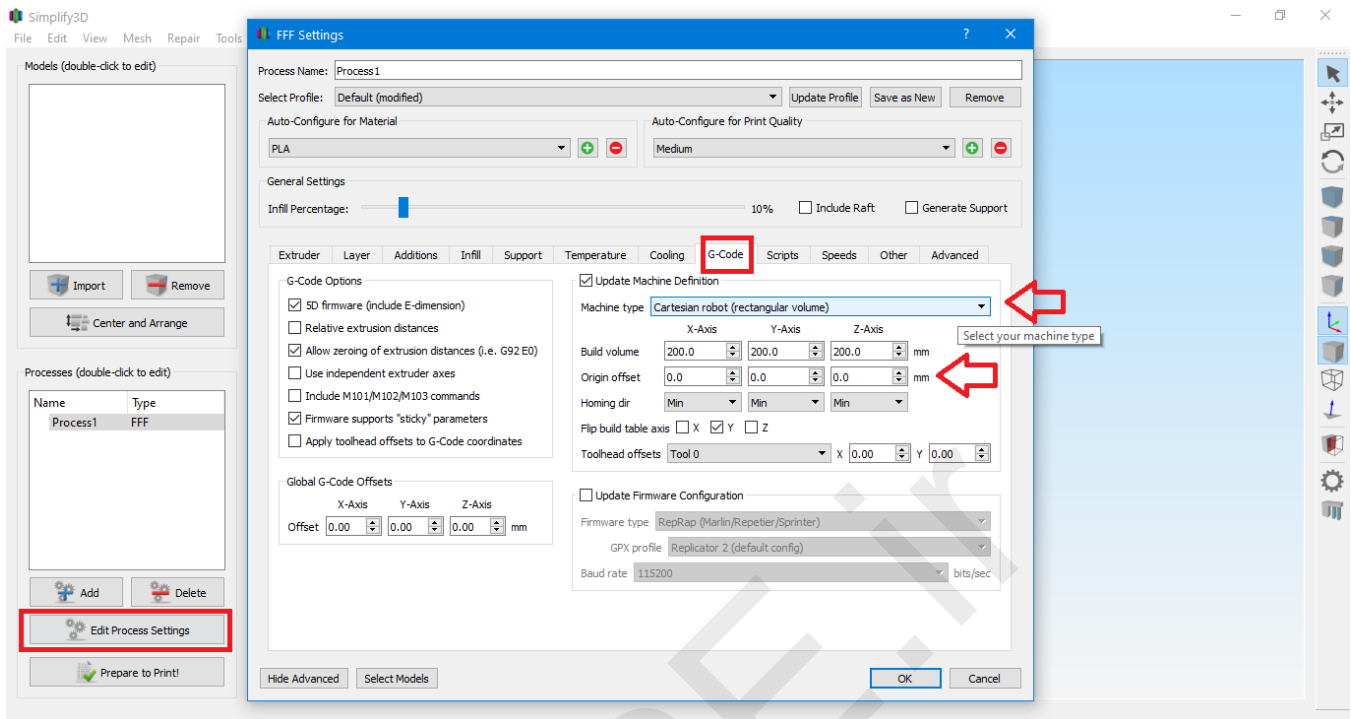 Simplify3D
File Edit View Mesh Repair Tools
Models (double-click to edit)
Import Remove
Center and Arrange
Processes (double-click to edit)
Name Type
Process1 FFF
Add Delete
Edit Process Settings
Prepare to Print!
FFF Settings ?
Process Name: Process1
Select Profile: Default (modified) Update Profile Save as New Remove
Auto-Configure for Material
PLA
Auto-Configure for Print Quality
Medium
General Settings
Infill Percentage: 10% Include Raft Generate Support
Extruder Layer Additions Infill Support Temperature Cooling G-Code Scripts Speeds Other Advanced
G-Code Options
5D firmware (include E-dimension)
Relative extrusion distances
Allow zeroing of extrusion distances (i.e. G92 E0)
Use independent extruder axes
Include M101/M102/M103 commands
Firmware supports "sticky" parameters
Apply toolhead offsets to G-Code coordinates
Global G-Code Offsets
X-Axis Y-Axis Z-Axis
Offset 0.00 0.00 0.00 mm
Update Machine Definition
Machine type Cartesian robot (rectangular volume)
Select your machine type
X-Axis Y-Axis Z-Axis
Build volume 200.0 200.0 200.0 mm
Origin offset 0.0 0.0 0.0 mm
Homing dir Min Min Min
Flip build table axis X Y Z
Toolhead offsets Tool 0 X 0.00 Y 0.00
Update Firmware Configuration
Firmware type RepRap (Marlin/Repetier/Sprinter)
GPX profile Replicator 2 (default config)
Baud rate 115200 bits/sec
Hide Advanced Select Models OK Cancel